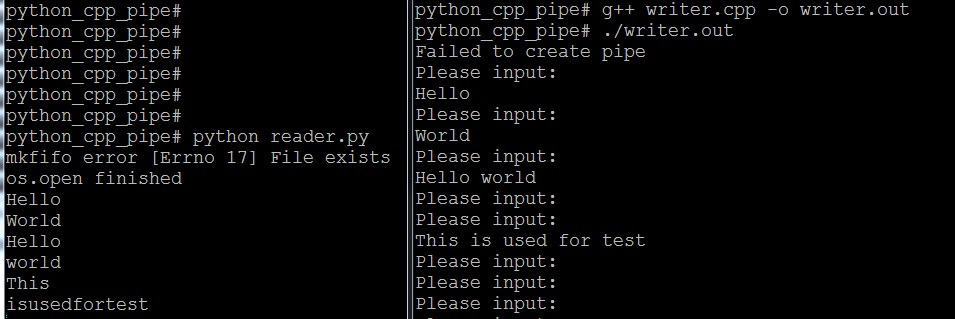 python_cpp_pipe#
python_cpp_pipe#
python_cpp_pipe#
python_cpp_pipe#
python_cpp_pipe#
python_cpp_pipe#
python_cpp_pipe# python reader.py
mkfifo error [Errno 17] File exists
os.open finished
Hello
World
Hello
world
This
isusedfortest
python_cpp_pipe# g++ writer.cpp -o writer.out
python_cpp_pipe# ./writer.out
Failed to create pipe
Please input:
Hello
Please input:
World
Please input:
Hello world
Please input:
Please input:
This is used for test
Please input:
Please input:
Please input: